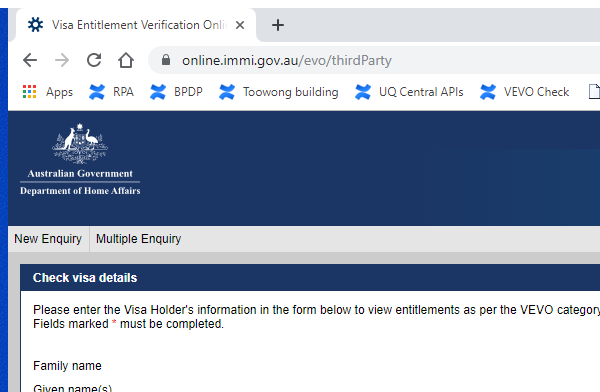 Visa Entitlement Verification Onli
online.immi.gov.au/evo/thirdParty
Apps RPA BPDP Toowong building UQ Central APIs VEVO Check
Australian Government
Department of Home Affairs
New Enquiry Multiple Enquiry
Check visa details
Please enter the Visa Holder's information in the form below to view entitlements as per the VEVO category
Fields marked * must be completed.
Family name
Given name(s)